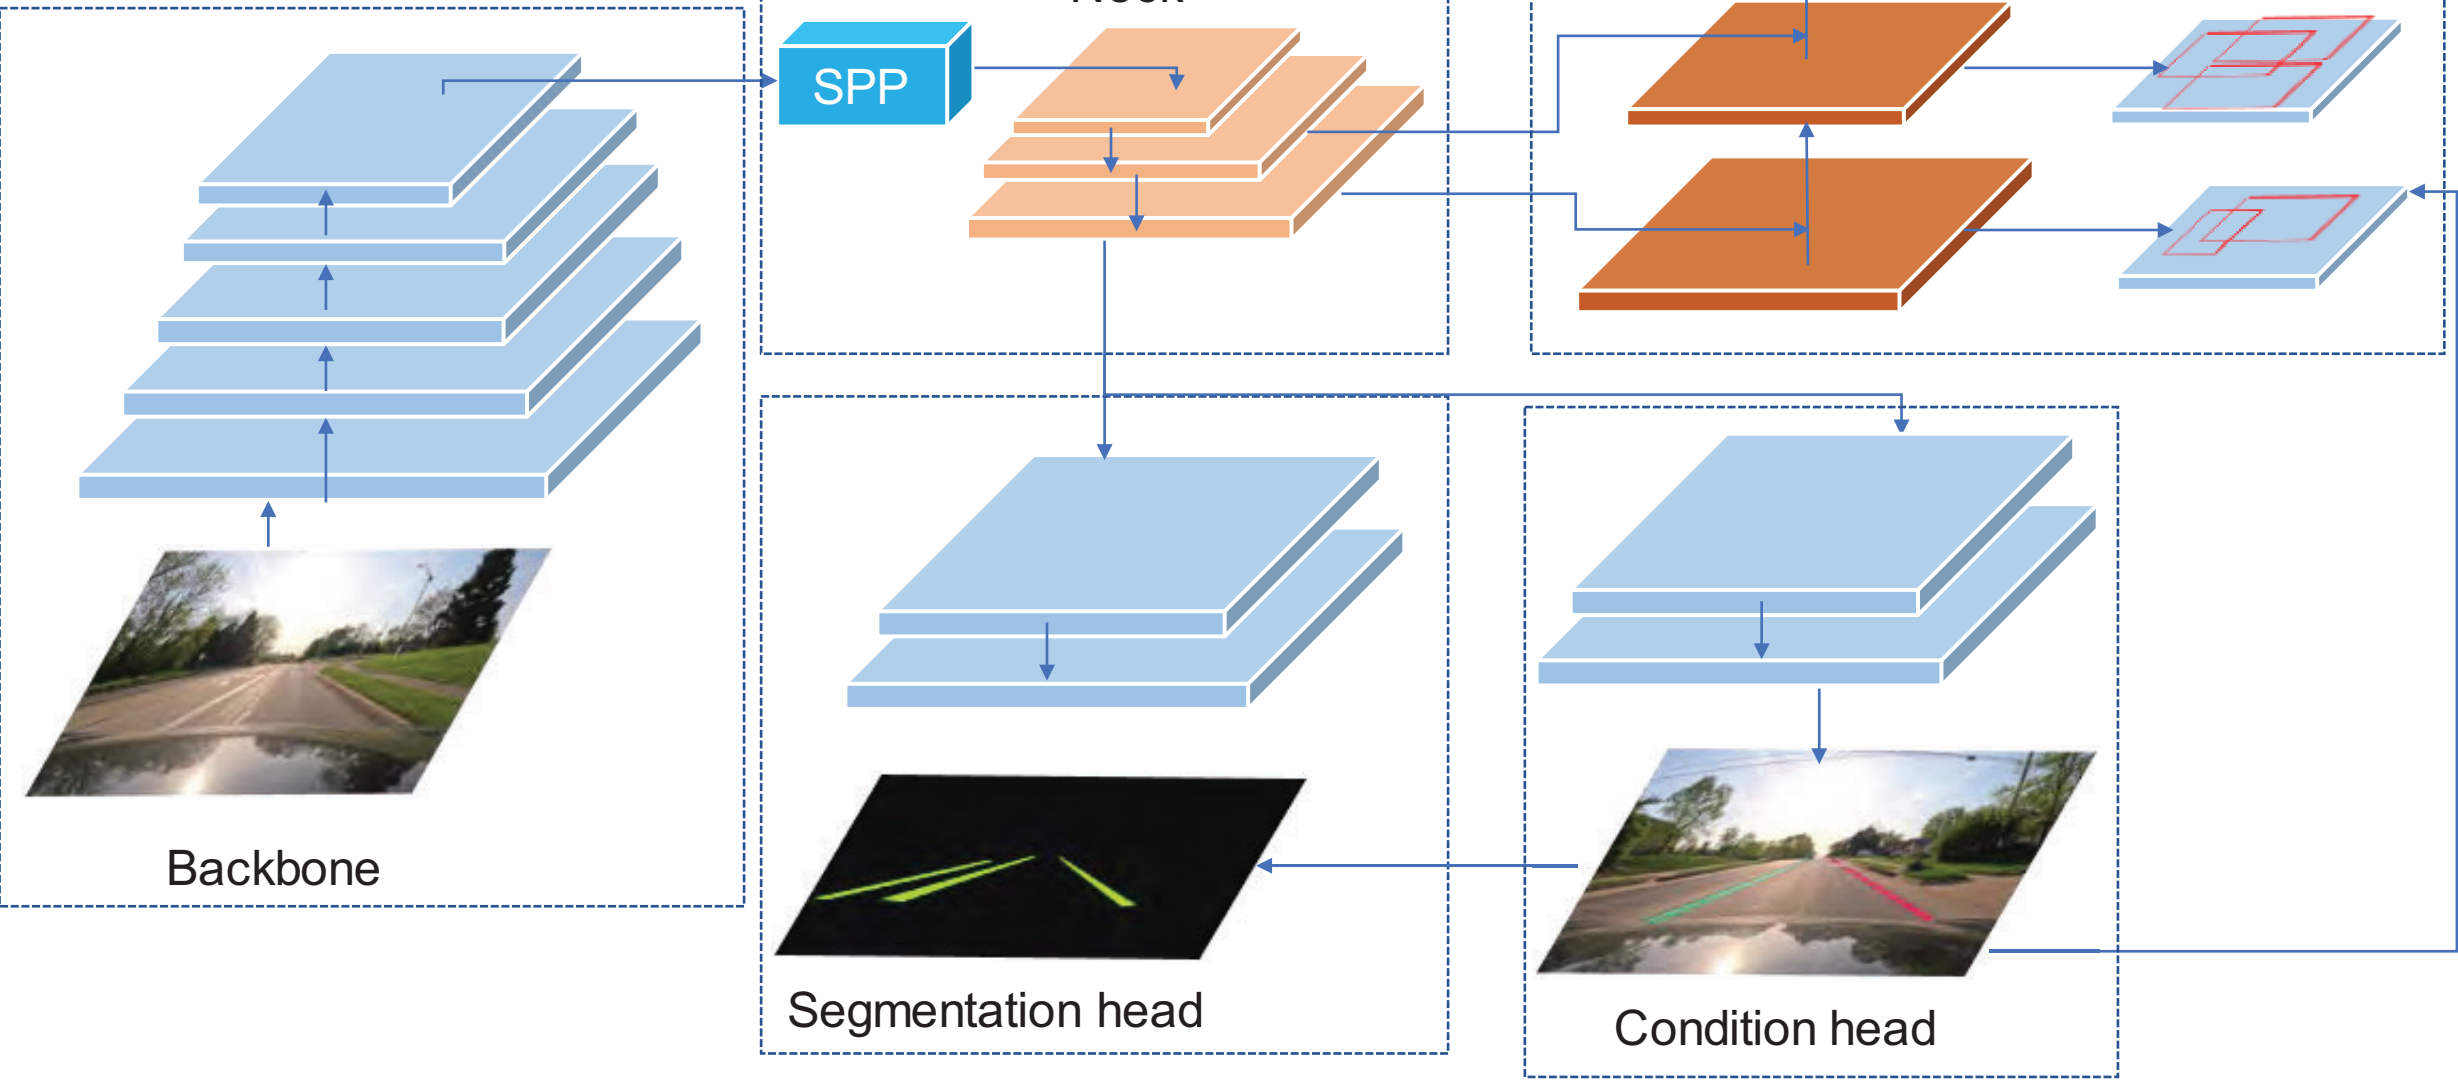 SPP
Backbone
Segmentation head
Condition head